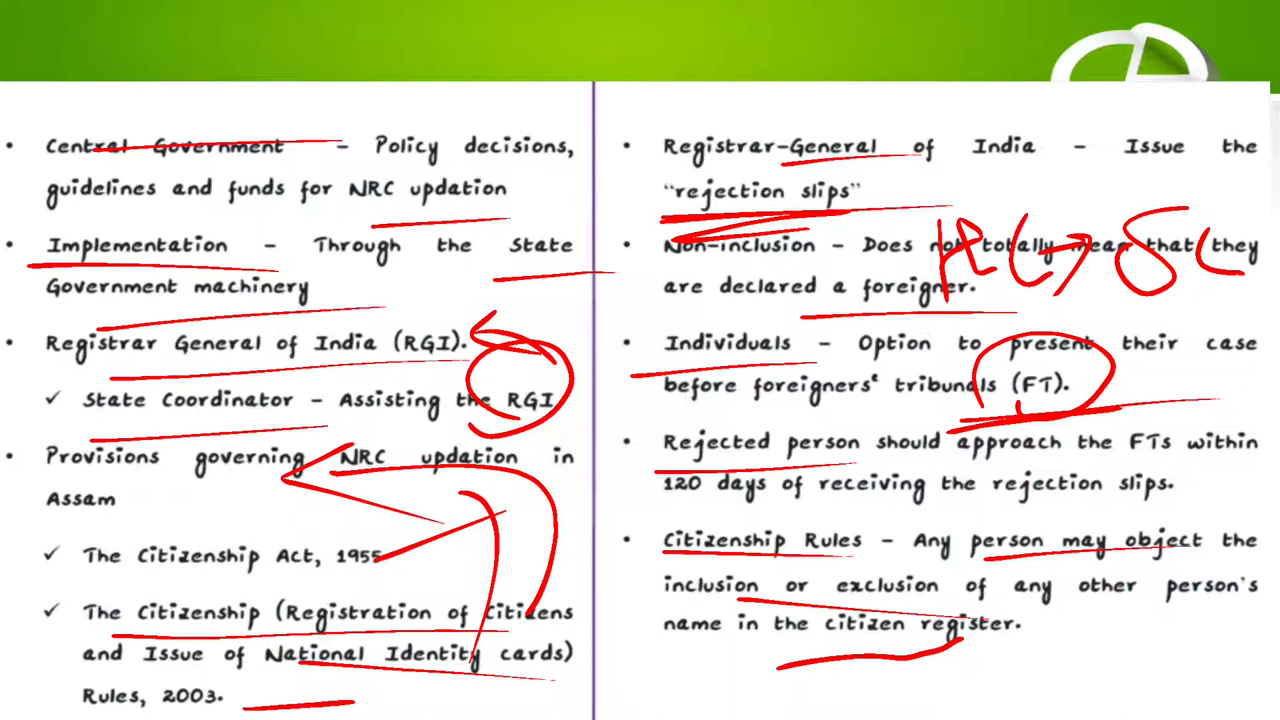 • Central Government - Policy decisions,
guidelines and funds for NRC updation
• Implementation - Through the State
Government machinery
• Registrar General of India (RGI).
✓ State Coordinator - Assisting the RGI
• Provisions governing NRC updation in
Assam
✓ The Citizenship Act, 1955
✓ The Citizenship (Registration of Citizens
and Issue of National Identity cards)
Rules, 2003.
• Registrar-General of India - Issue the
"rejection slips"
• Non-inclusion - Does not totally mean that they
are declared a foreigner.
HC → SC
• Individuals - Option to present their case
before foreigners' tribunals (FT).
• Rejected person should approach the FTs within
120 days of receiving the rejection slips.
• Citizenship Rules - Any person may object the
inclusion or exclusion of any other person's
name in the citizen register.